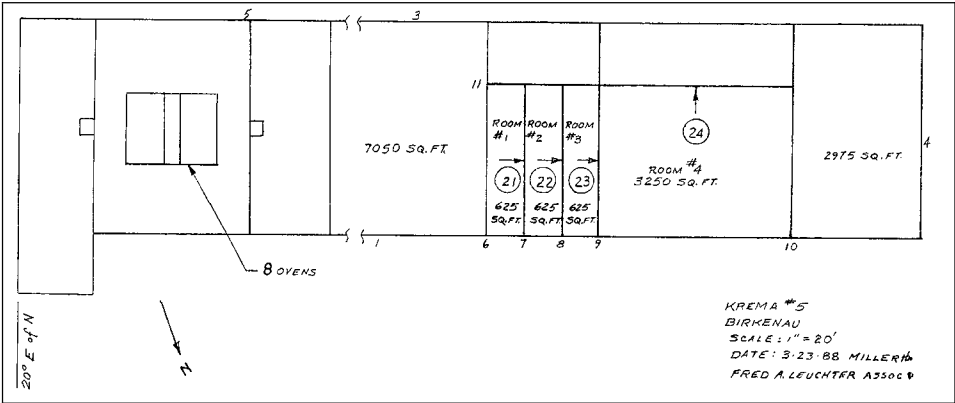 5
3
11
ROOM
#1
ROOM
#2
ROOM
#3
24
4
7050 SQ.FT.
ROOM #4
3250 SQ.FT.
2975 SQ.FT.
21
22
23
625
SQ.FT.
625
SQ.FT.
625
SQ.FT.
1
6
7
8
9
10
8 OVENS
20° E of N
N
KREMA #5
BIRKENAU
SCALE: 1" = 20'
DATE: 3-23-88 MILLER
FRED A. LEUCHTER ASSOC